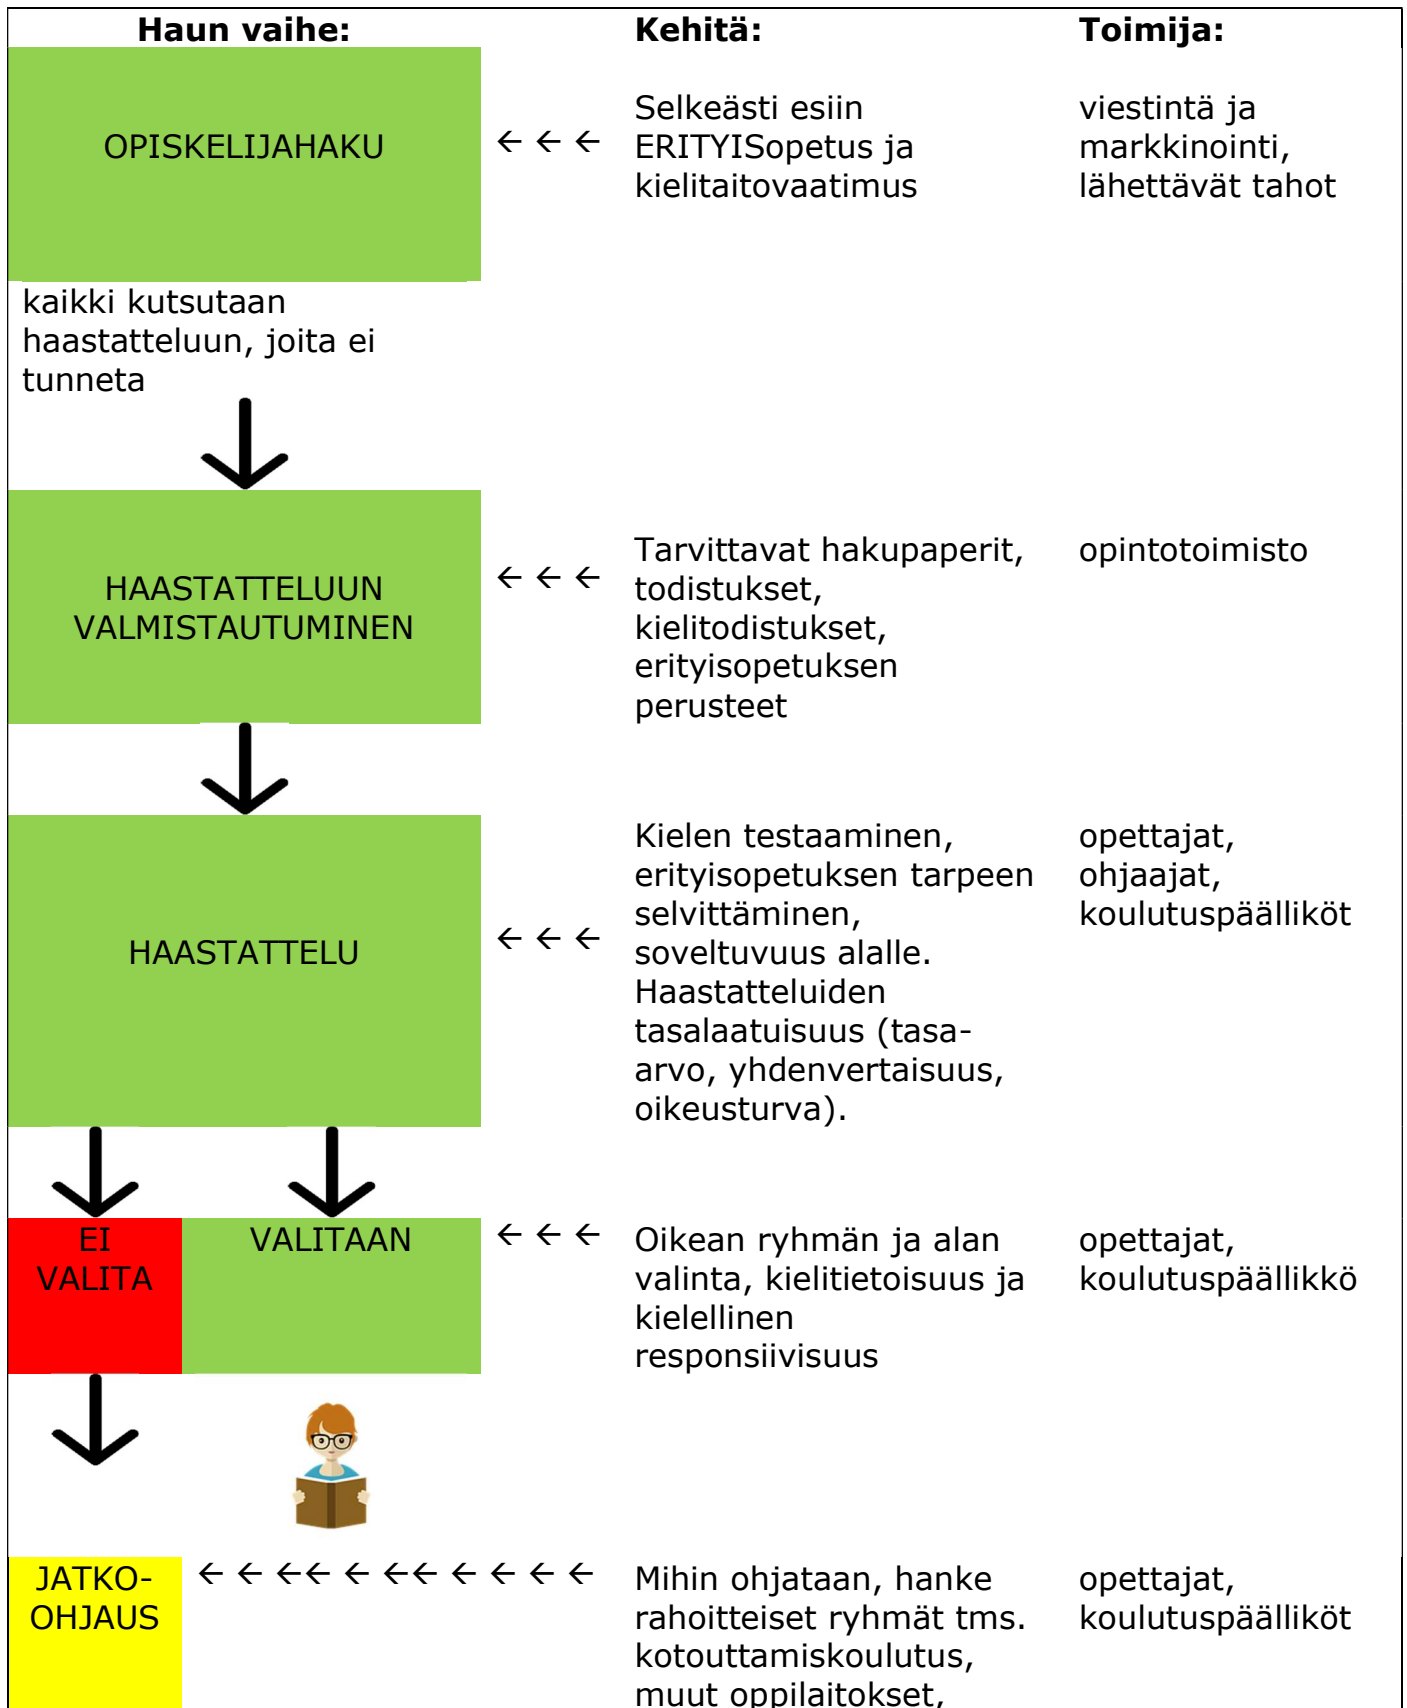 Haun vaihe: Kehitä: Toimija:
OPISKELIJAHAKU
← ← ←
Selkeästi esiin
ERITYISopetus ja
kielitaitovaatimus
viestintä ja
markkinointi,
lähettävät tahot
kaikki kutsutaan
haastatteluun, joita ei
tunneta
HAASTATTELUUN
VALMISTAUTUMINEN
← ← ←
Tarvittavat hakupaperit,
todistukset,
kielitodistukset,
erityisopetuksen
perusteet
opintotoimisto
HAASTATTELU
← ← ←
Kielen testaaminen,
erityisopetuksen tarpeen
selvittäminen,
soveltuvuus alalle.
Haastatteluiden
tasalaatuisuus (tasa-
arvo, yhdenvertaisuus,
oikeusturva).
opettajat,
ohjaajat,
koulutuspäälliköt
EI
VALITA
VALITAAN
← ← ←
Oikean ryhmän ja alan
valinta, kielitietoisuus ja
kielellinen
responsiivisuus
opettajat,
koulutuspäällikkö
JATKO-
OHJAUS
← ← ←← ← ←← ← ← ← ←
Mihin ohjataan, hanke
rahoitteiset ryhmät tms.
kotouttamiskoulutus,
muut oppilaitokset,
opettajat,
koulutuspäälliköt